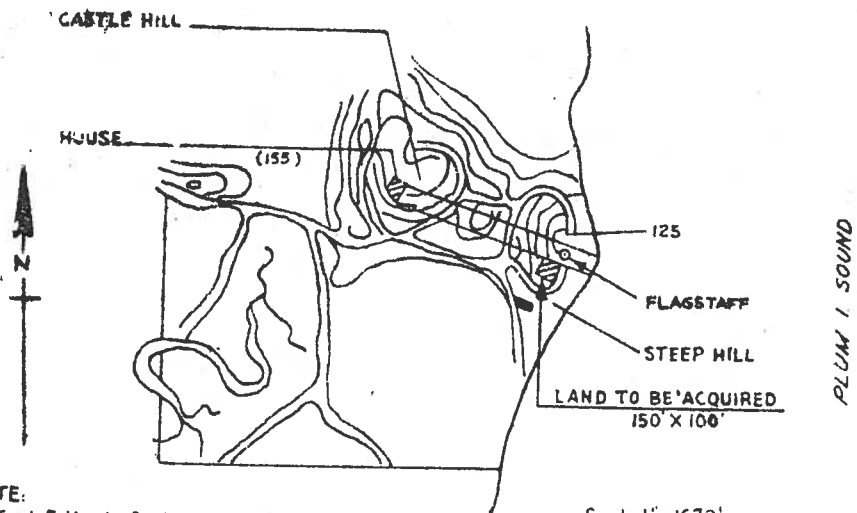 CASTLE HILL
HOUSE
(155)
N
125
FLAGSTAFF
STEEP HILL
LAND TO BE ACQUIRED
150' X 100'
PLUM I. SOUND
TE: